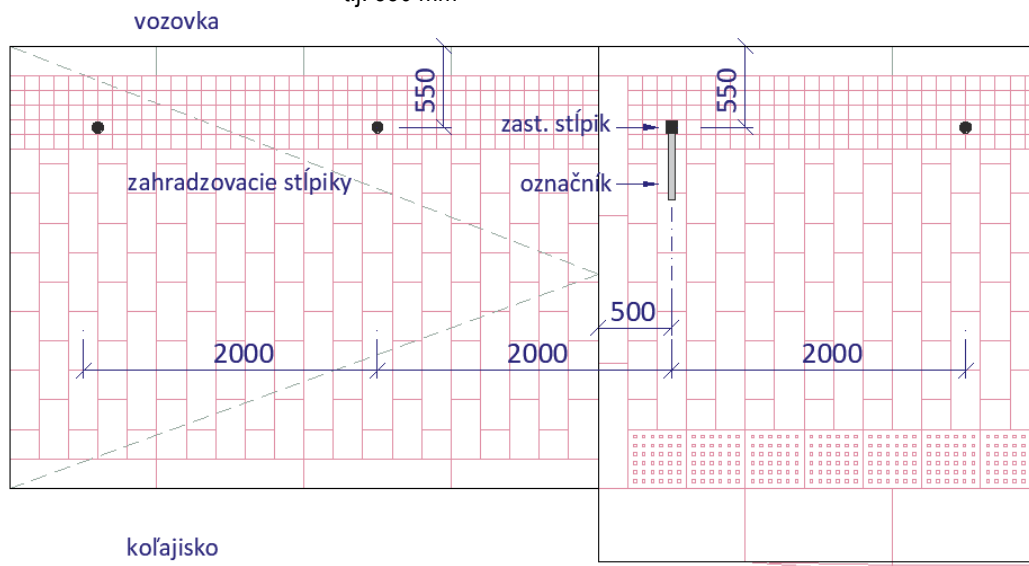 vozovka
550
550
zast. stĺpik
označník
zahradzovacie stĺpiky
500
2000
2000
2000
koľajisko